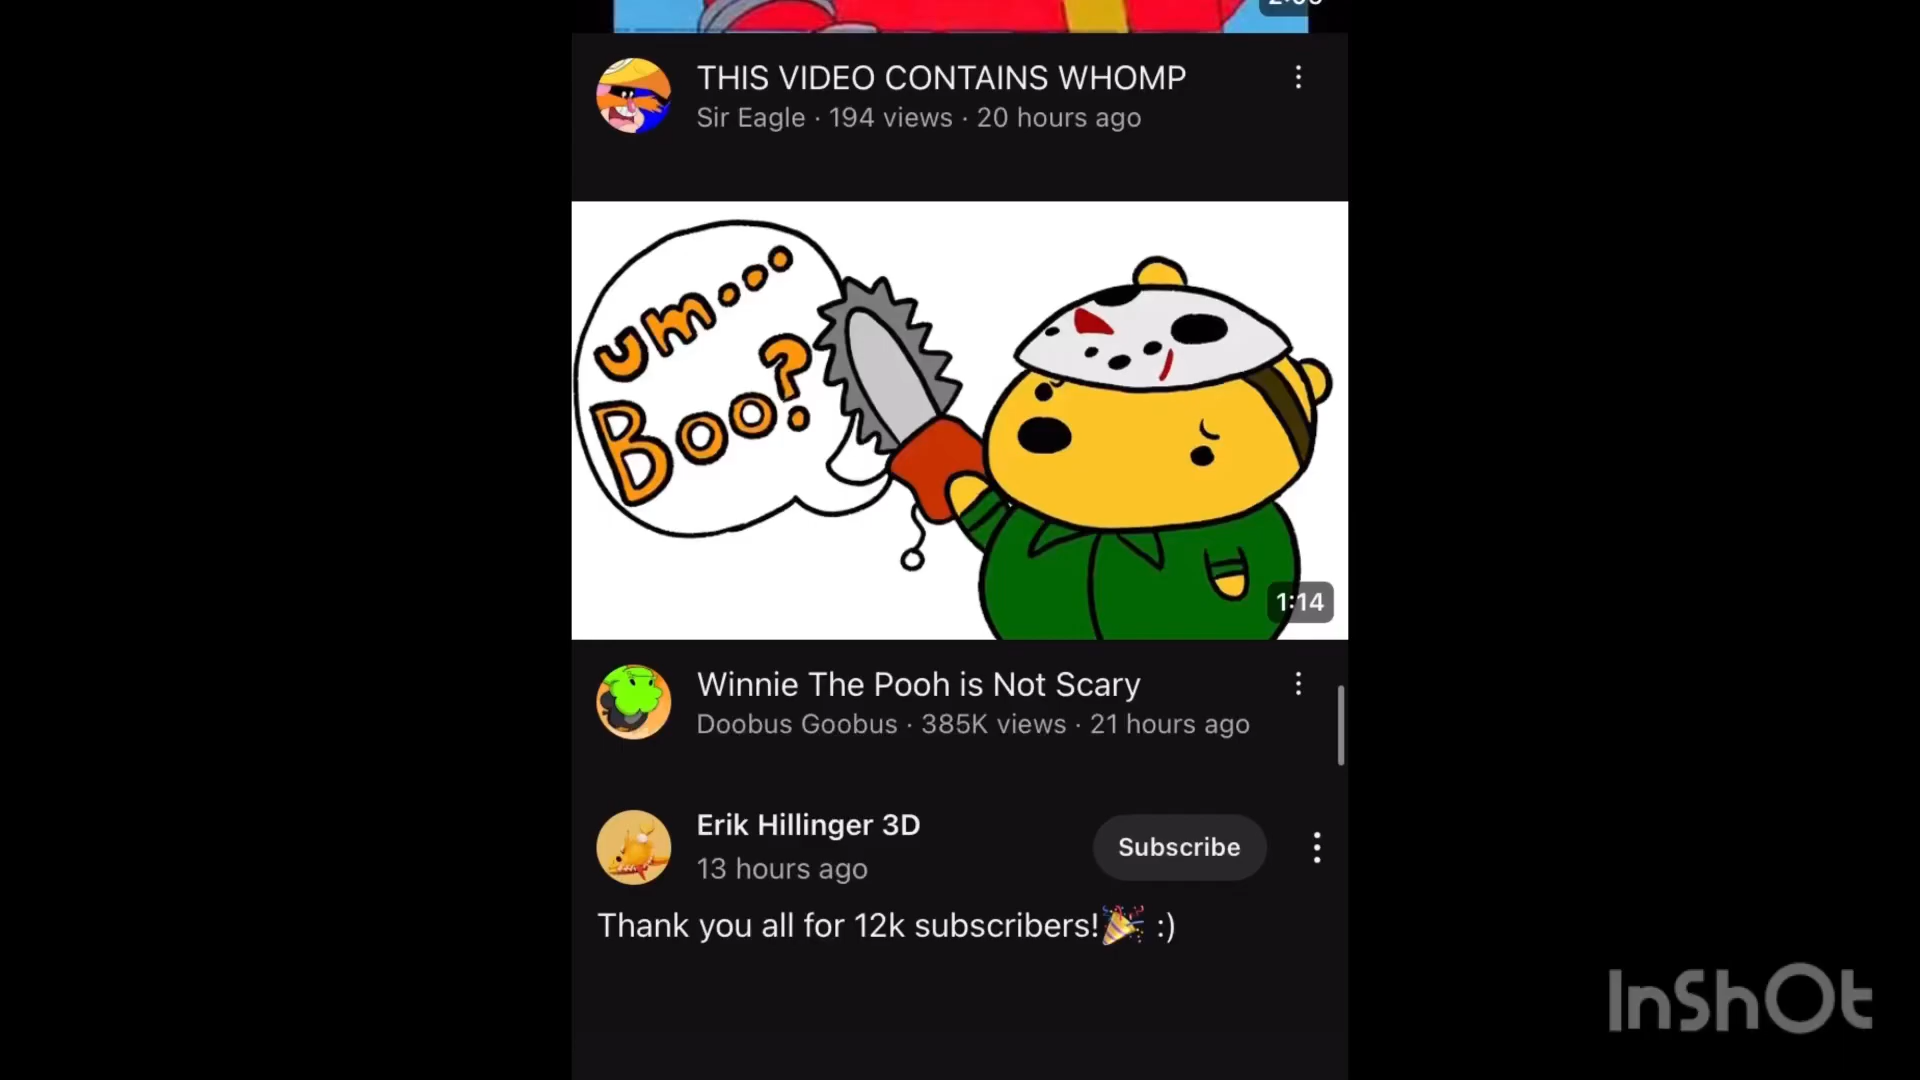 THIS VIDEO CONTAINS WHOMP
Sir Eagle · 194 views · 20 hours ago
um...
Boo?
1:14
Winnie The Pooh is Not Scary
Doobus Goobus · 385K views · 21 hours ago
Erik Hillinger 3D
Subscribe
13 hours ago
Thank you all for 12k subscribers!🎉 :)
InShOt